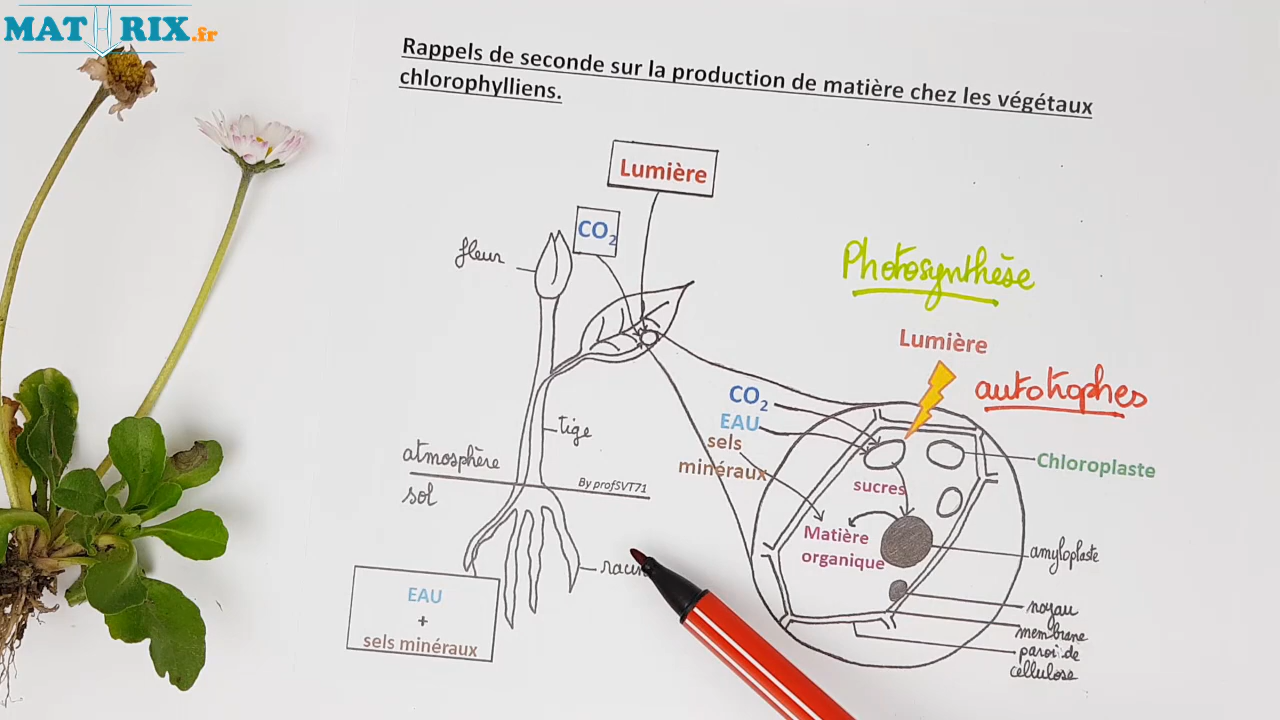 MATHRIX.fr
Rappels de seconde sur la production de matière chez les végétaux
chlorophylliens.
Lumière
CO₂
fleur
Photosynthèse
Lumière
autotrophes
CO₂
EAU
sels
minéraux
tige
atmosphère
sol
By profSVT71
Chloroplaste
sucres
Matière
organique
amyloplaste
EAU
+
sels minéraux
noyau
membrane
paroi de
cellulose